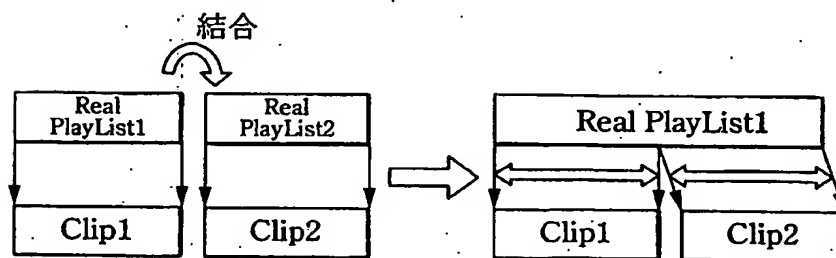 結合
Real
PlayList1
Real
PlayList2
Real PlayList1
Clip1
Clip2
Clip1
Clip2